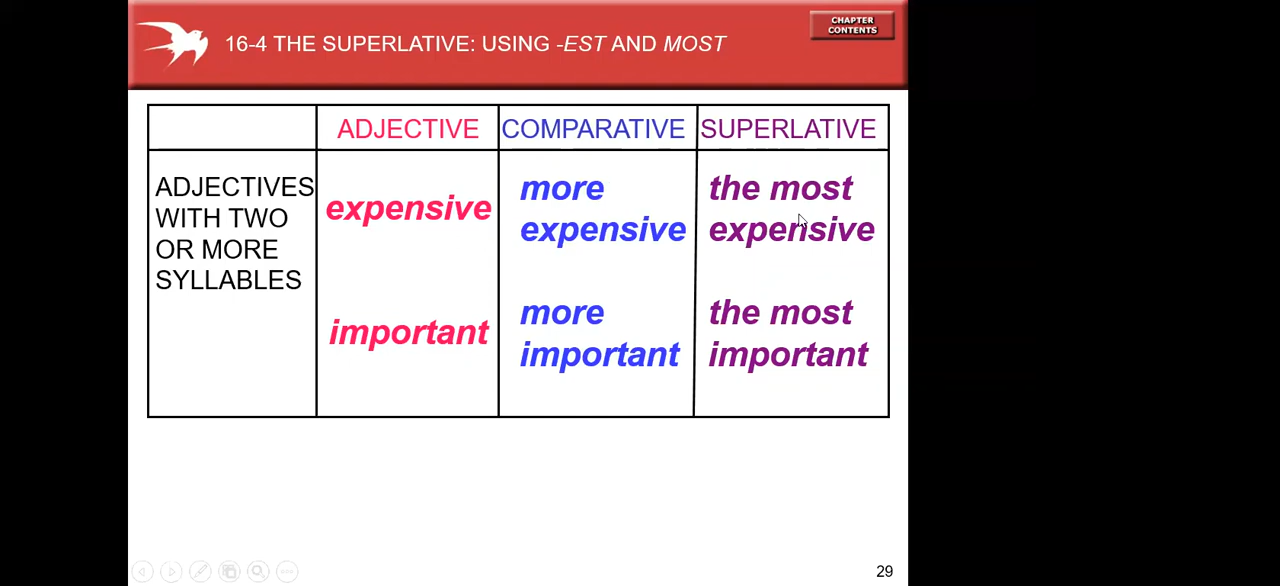 CHAPTER
CONTENTS
16-4 THE SUPERLATIVE: USING -EST AND MOST
ADJECTIVE COMPARATIVE SUPERLATIVE
ADJECTIVES
WITH TWO
OR MORE
SYLLABLES
expensive
more
expensive
the most
expensive
important
more
important
the most
important
29